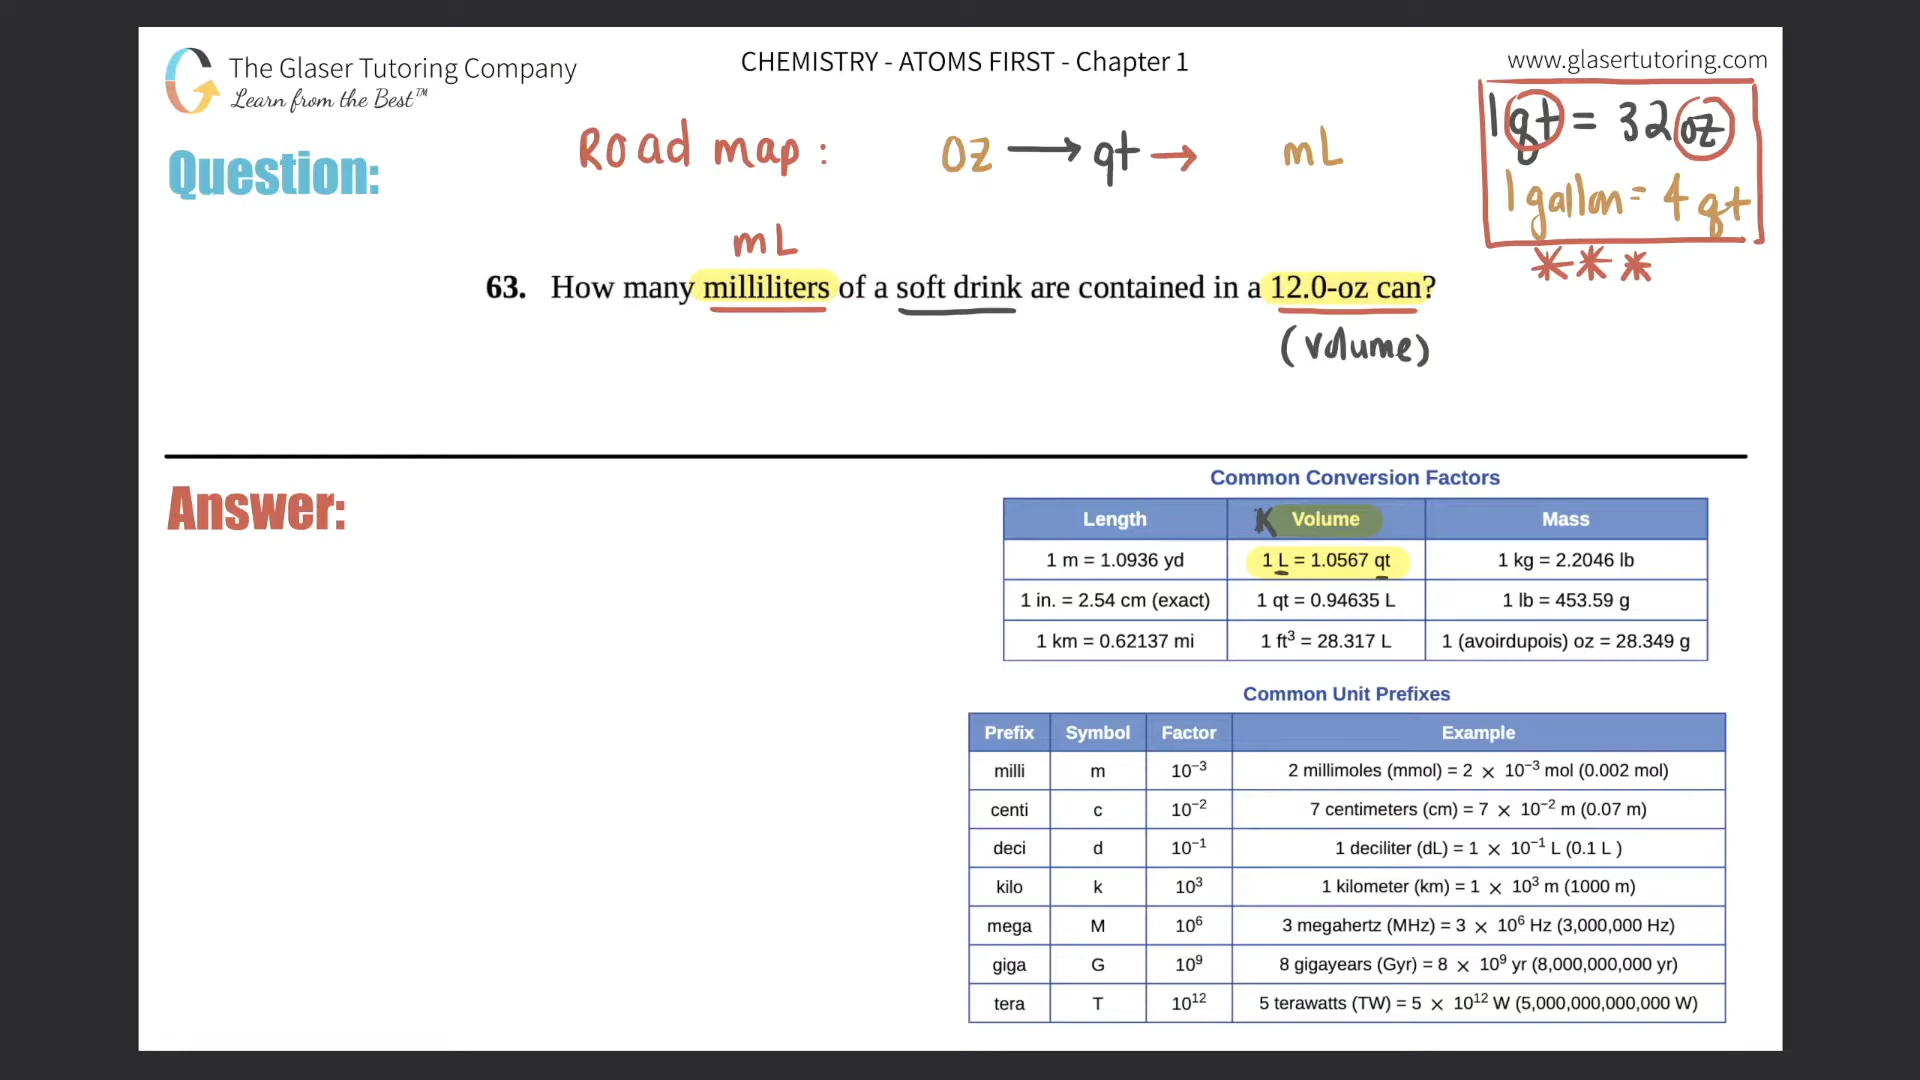 The Glaser Tutoring Company
Learn from the Best™
CHEMISTRY - ATOMS FIRST - Chapter 1
www.glasertutoring.com
1 qt = 32 oz
1 gallon = 4 qt
***
Question:
Road map : oz → qt → mL
mL
63. How many milliliters of a soft drink are contained in a 12.0-oz can?
(volume)
Answer:
Common Conversion Factors
Length Volume Mass
1 m = 1.0936 yd 1 L = 1.0567 qt 1 kg = 2.2046 lb
1 in. = 2.54 cm (exact) 1 qt = 0.94635 L 1 lb = 453.59 g
1 km = 0.62137 mi 1 ft³ = 28.317 L 1 (avoirdupois) oz = 28.349 g
Common Unit Prefixes
Prefix Symbol Factor Example
milli m 10⁻³ 2 millimoles (mmol) = 2 × 10⁻³ mol (0.002 mol)
centi c 10⁻² 7 centimeters (cm) = 7 × 10⁻² m (0.07 m)
deci d 10⁻¹ 1 deciliter (dL) = 1 × 10⁻¹ L (0.1 L )
kilo k 10³ 1 kilometer (km) = 1 × 10³ m (1000 m)
mega M 10⁶ 3 megahertz (MHz) = 3 × 10⁶ Hz (3,000,000 Hz)
giga G 10⁹ 8 gigayears (Gyr) = 8 × 10⁹ yr (8,000,000,000 yr)
tera T 10¹² 5 terawatts (TW) = 5 × 10¹² W (5,000,000,000,000 W)